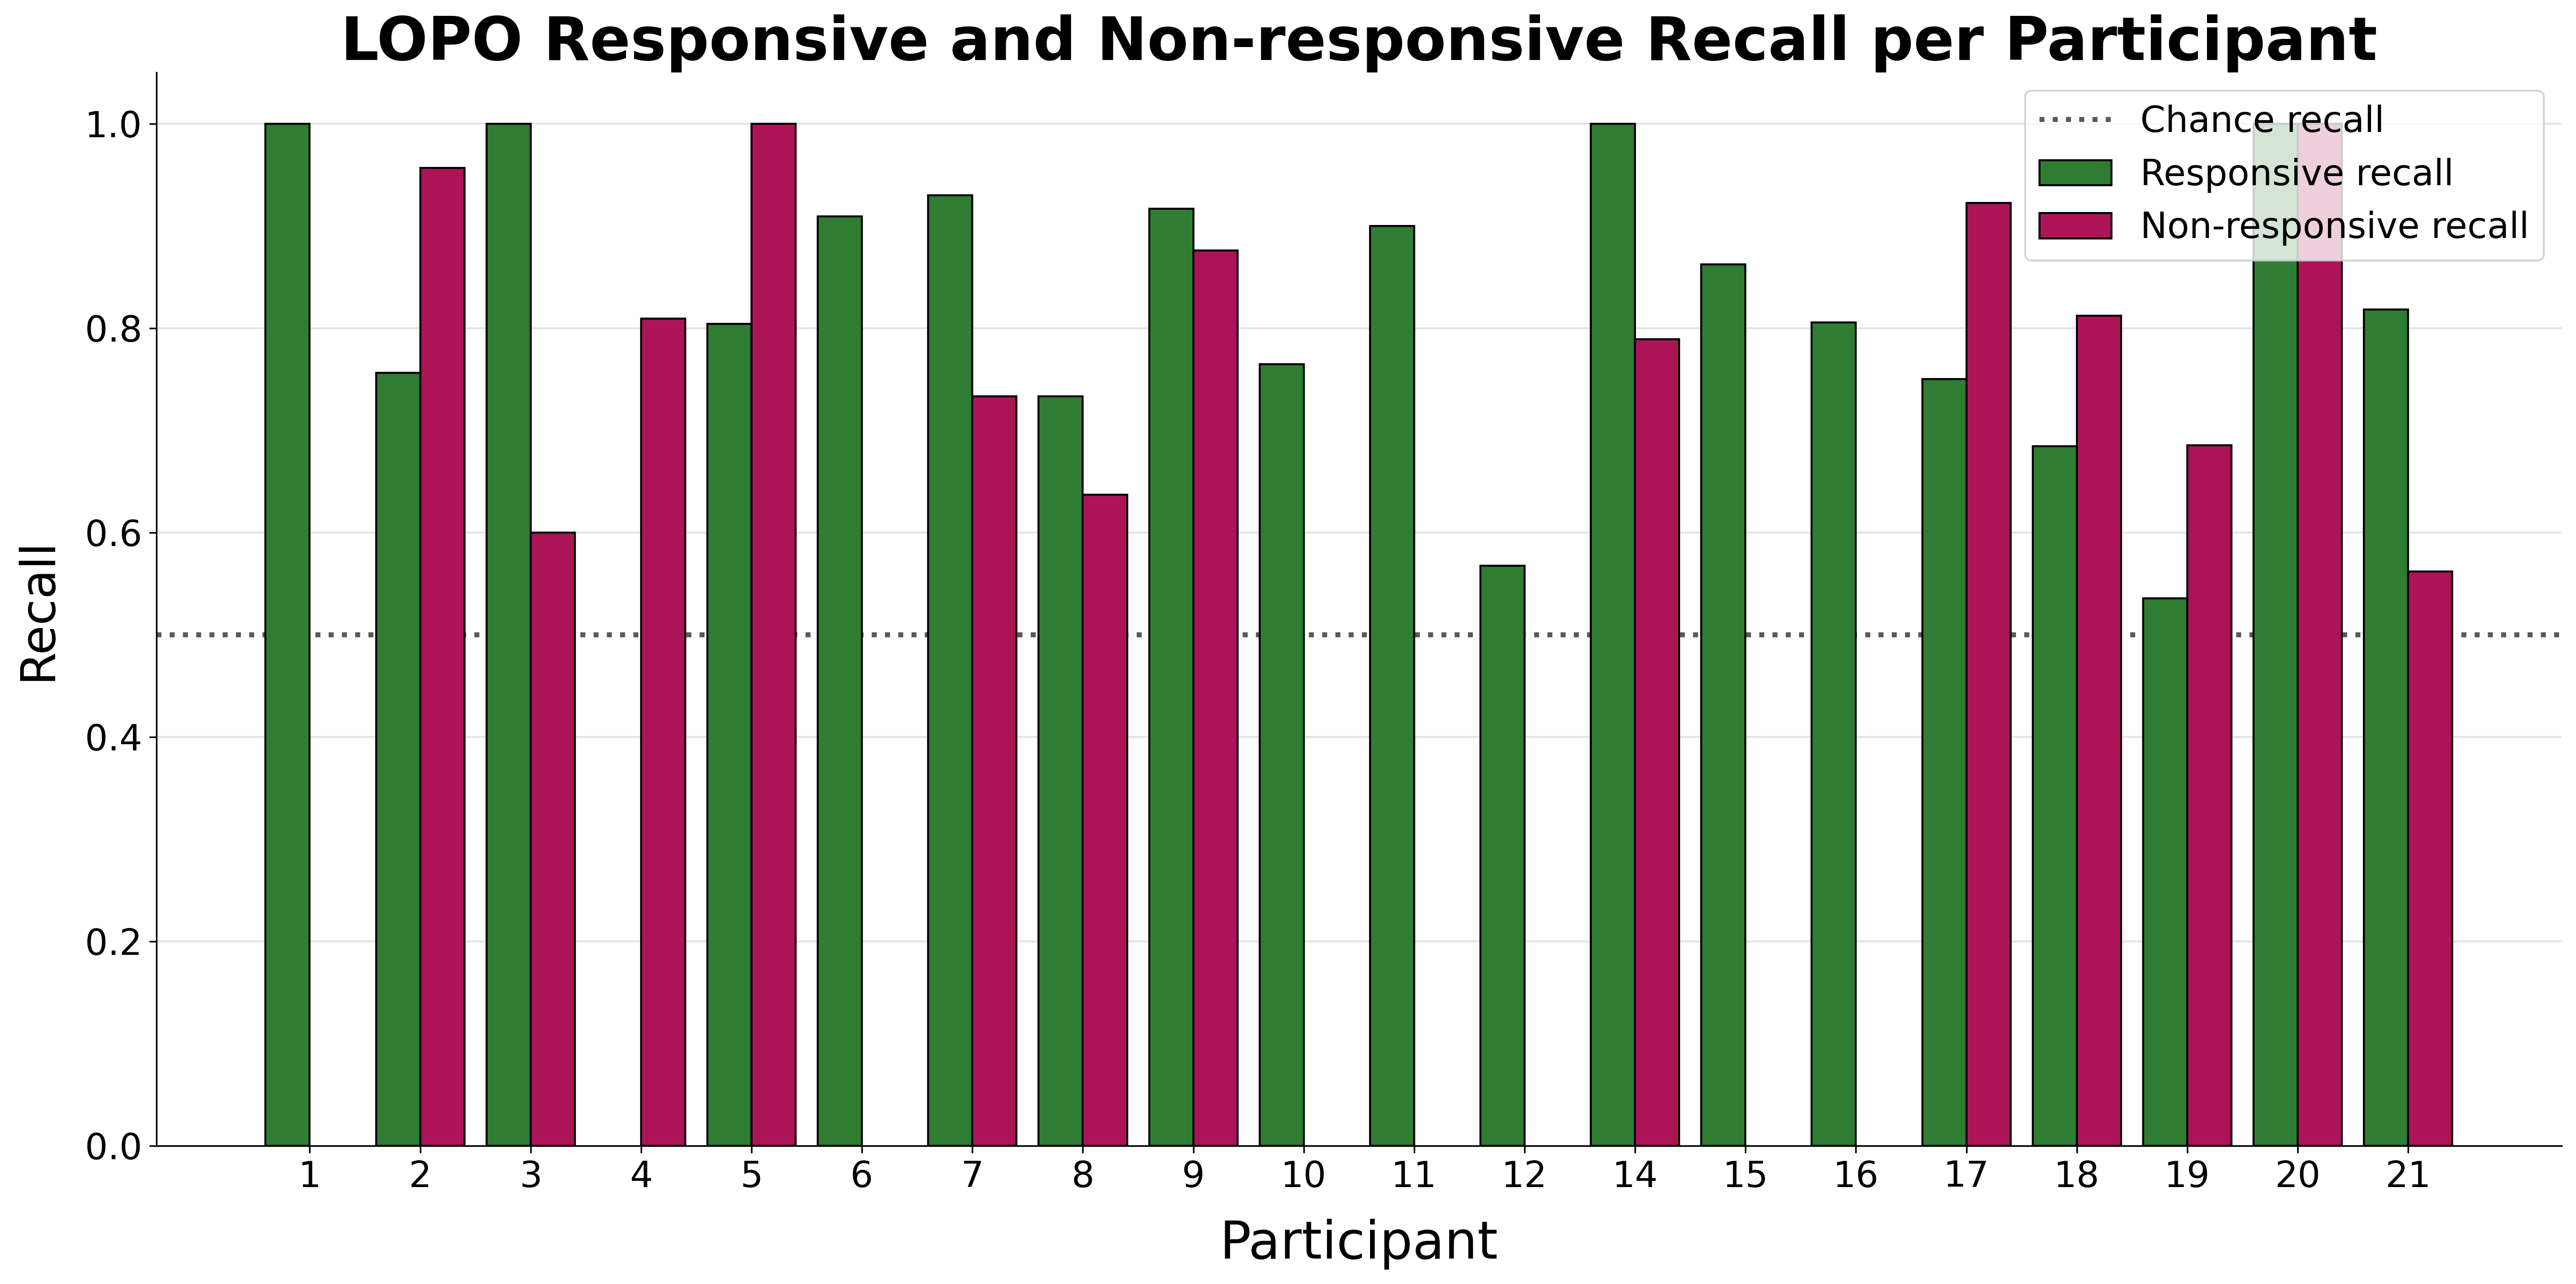 LOPO Responsive and Non-responsive Recall per Participant
Chance recall
Responsive recall
Non-responsive recall
1.0
0.8
0.6
0.4
0.2
0.0
Recall
1 2 3 4 5 6 7 8 9 10 11 12 14 15 16 17 18 19 20 21
Participant